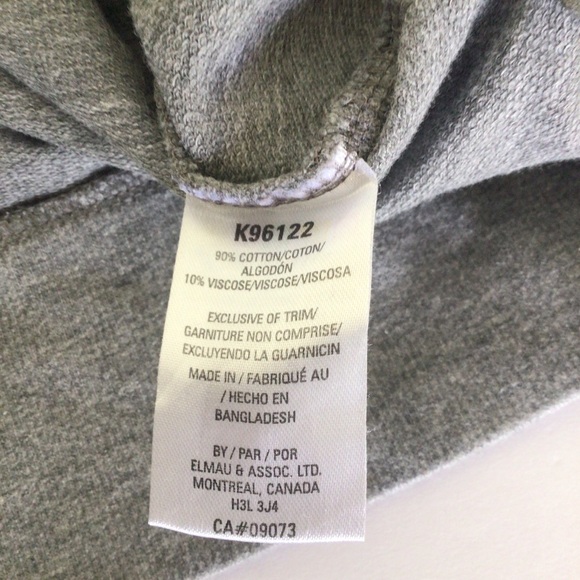 K96122
90% COTTON/COTON/
ALGODÓN
10% VISCOSE/VISCOSE/VISCOSA
EXCLUSIVE OF TRIM/
GARNITURE NON COMPRISE/
EXCLUYENDO LA GUARNICIN
MADE IN / FABRIQUÉ AU
/ HECHO EN
BANGLADESH
BY / PAR / POR
ELMAU & ASSOC. LTD.
MONTREAL, CANADA
H3L 3J4
CA#09073